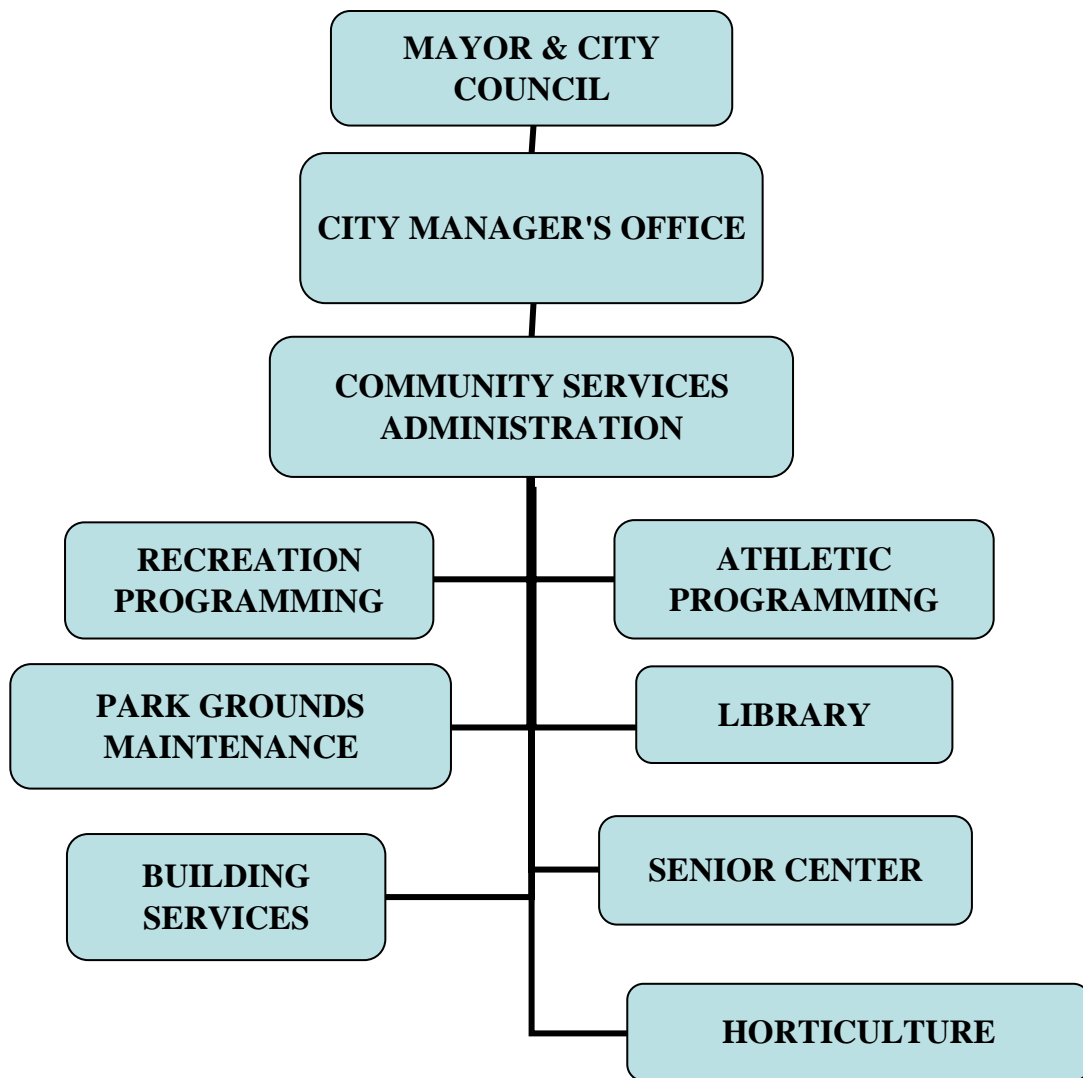 MAYOR & CITY
COUNCIL
CITY MANAGER'S OFFICE
COMMUNITY SERVICES
ADMINISTRATION
RECREATION
PROGRAMMING
ATHLETIC
PROGRAMMING
PARK GROUNDS
MAINTENANCE
LIBRARY
BUILDING
SERVICES
SENIOR CENTER
HORTICULTURE